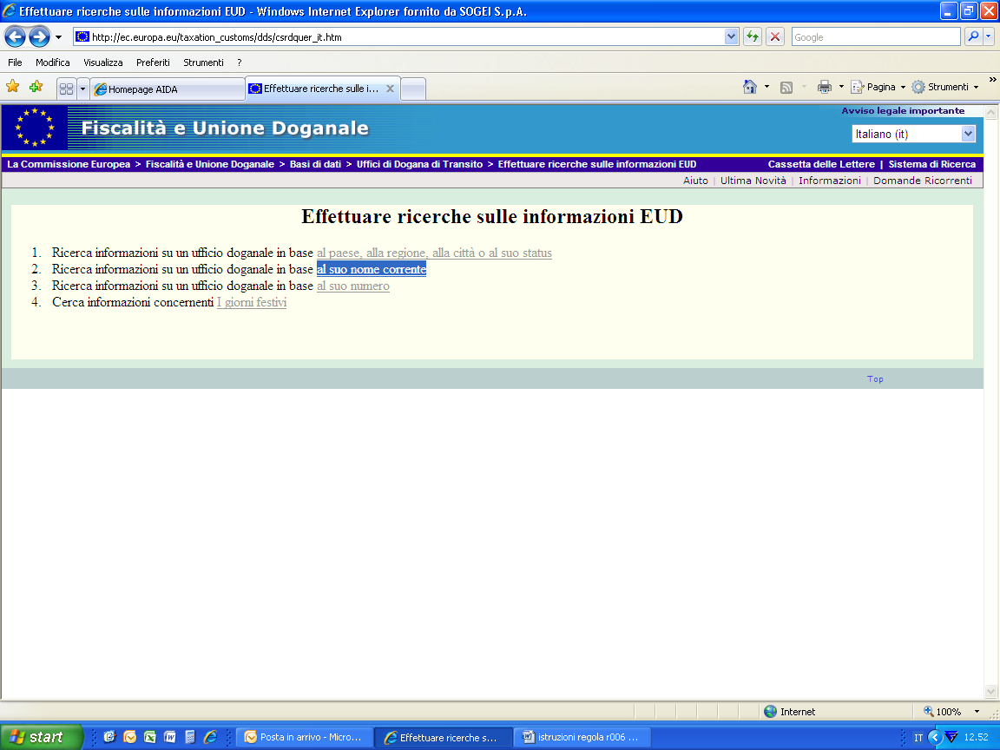 Effettuare ricerche sulle informazioni EUD - Windows Internet Explorer fornito da SOGEI S.p.A.
http://ec.europa.eu/taxation_customs/dds/csrdquer_it.htm
Google
File Modifica Visualizza Preferiti Strumenti ?
Homepage AIDA
Effettuare ricerche sulle i...
Pagina
Strumenti
»
Avviso legale importante
Fiscalità e Unione Doganale
Italiano (it)
La Commissione Europea > Fiscalità e Unione Doganale > Basi di dati > Uffici di Dogana di Transito > Effettuare ricerche sulle informazioni EUD
Cassetta delle Lettere | Sistema di Ricerca
Aiuto | Ultima Novità | Informazioni | Domande Ricorrenti
Effettuare ricerche sulle informazioni EUD
1. Ricerca informazioni su un ufficio doganale in base al paese, alla regione, alla città o al suo status
2. Ricerca informazioni su un ufficio doganale in base al suo nome corrente
3. Ricerca informazioni su un ufficio doganale in base al suo numero
4. Cerca informazioni concernenti I giorni festivi
Top
Internet
100%
start
Posta in arrivo - Micro...
Effettuare ricerche s...
istruzioni regola r006 ...
IT
12.52